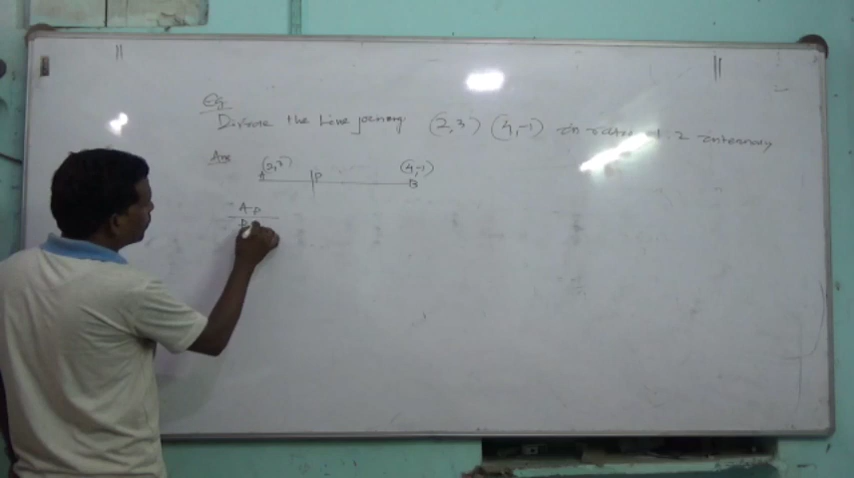 Eg.
Divide the Line joining (2,3) (4,-1) in ratio 1:2 internally
Ans
(2,3) (4,-1)
A P B
AP